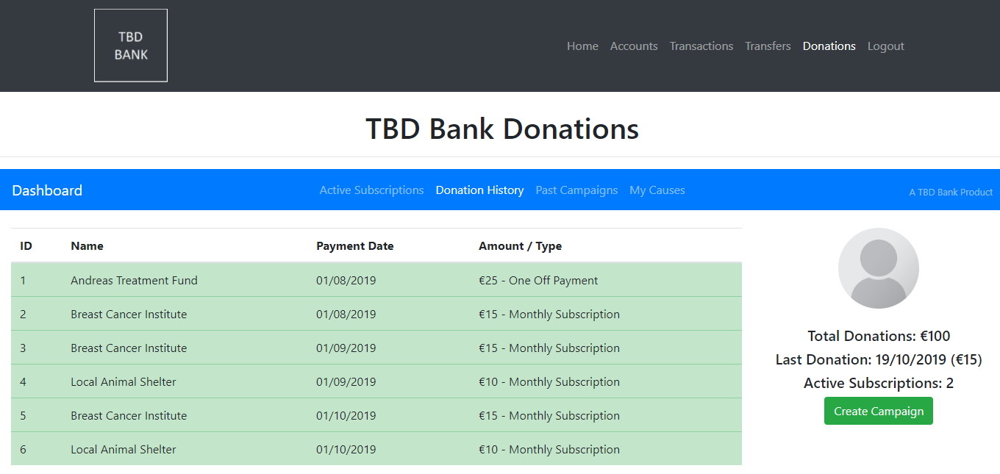 TBD
BANK
Home Accounts Transactions Transfers Donations Logout
TBD Bank Donations
Dashboard Active Subscriptions Donation History Past Campaigns My Causes A TBD Bank Product
ID Name Payment Date Amount / Type
1 Andreas Treatment Fund 01/08/2019 €25 - One Off Payment
2 Breast Cancer Institute 01/08/2019 €15 - Monthly Subscription
3 Breast Cancer Institute 01/09/2019 €15 - Monthly Subscription
4 Local Animal Shelter 01/09/2019 €10 - Monthly Subscription
5 Breast Cancer Institute 01/10/2019 €15 - Monthly Subscription
6 Local Animal Shelter 01/10/2019 €10 - Monthly Subscription
Total Donations: €100
Last Donation: 19/10/2019 (€15)
Active Subscriptions: 2
Create Campaign